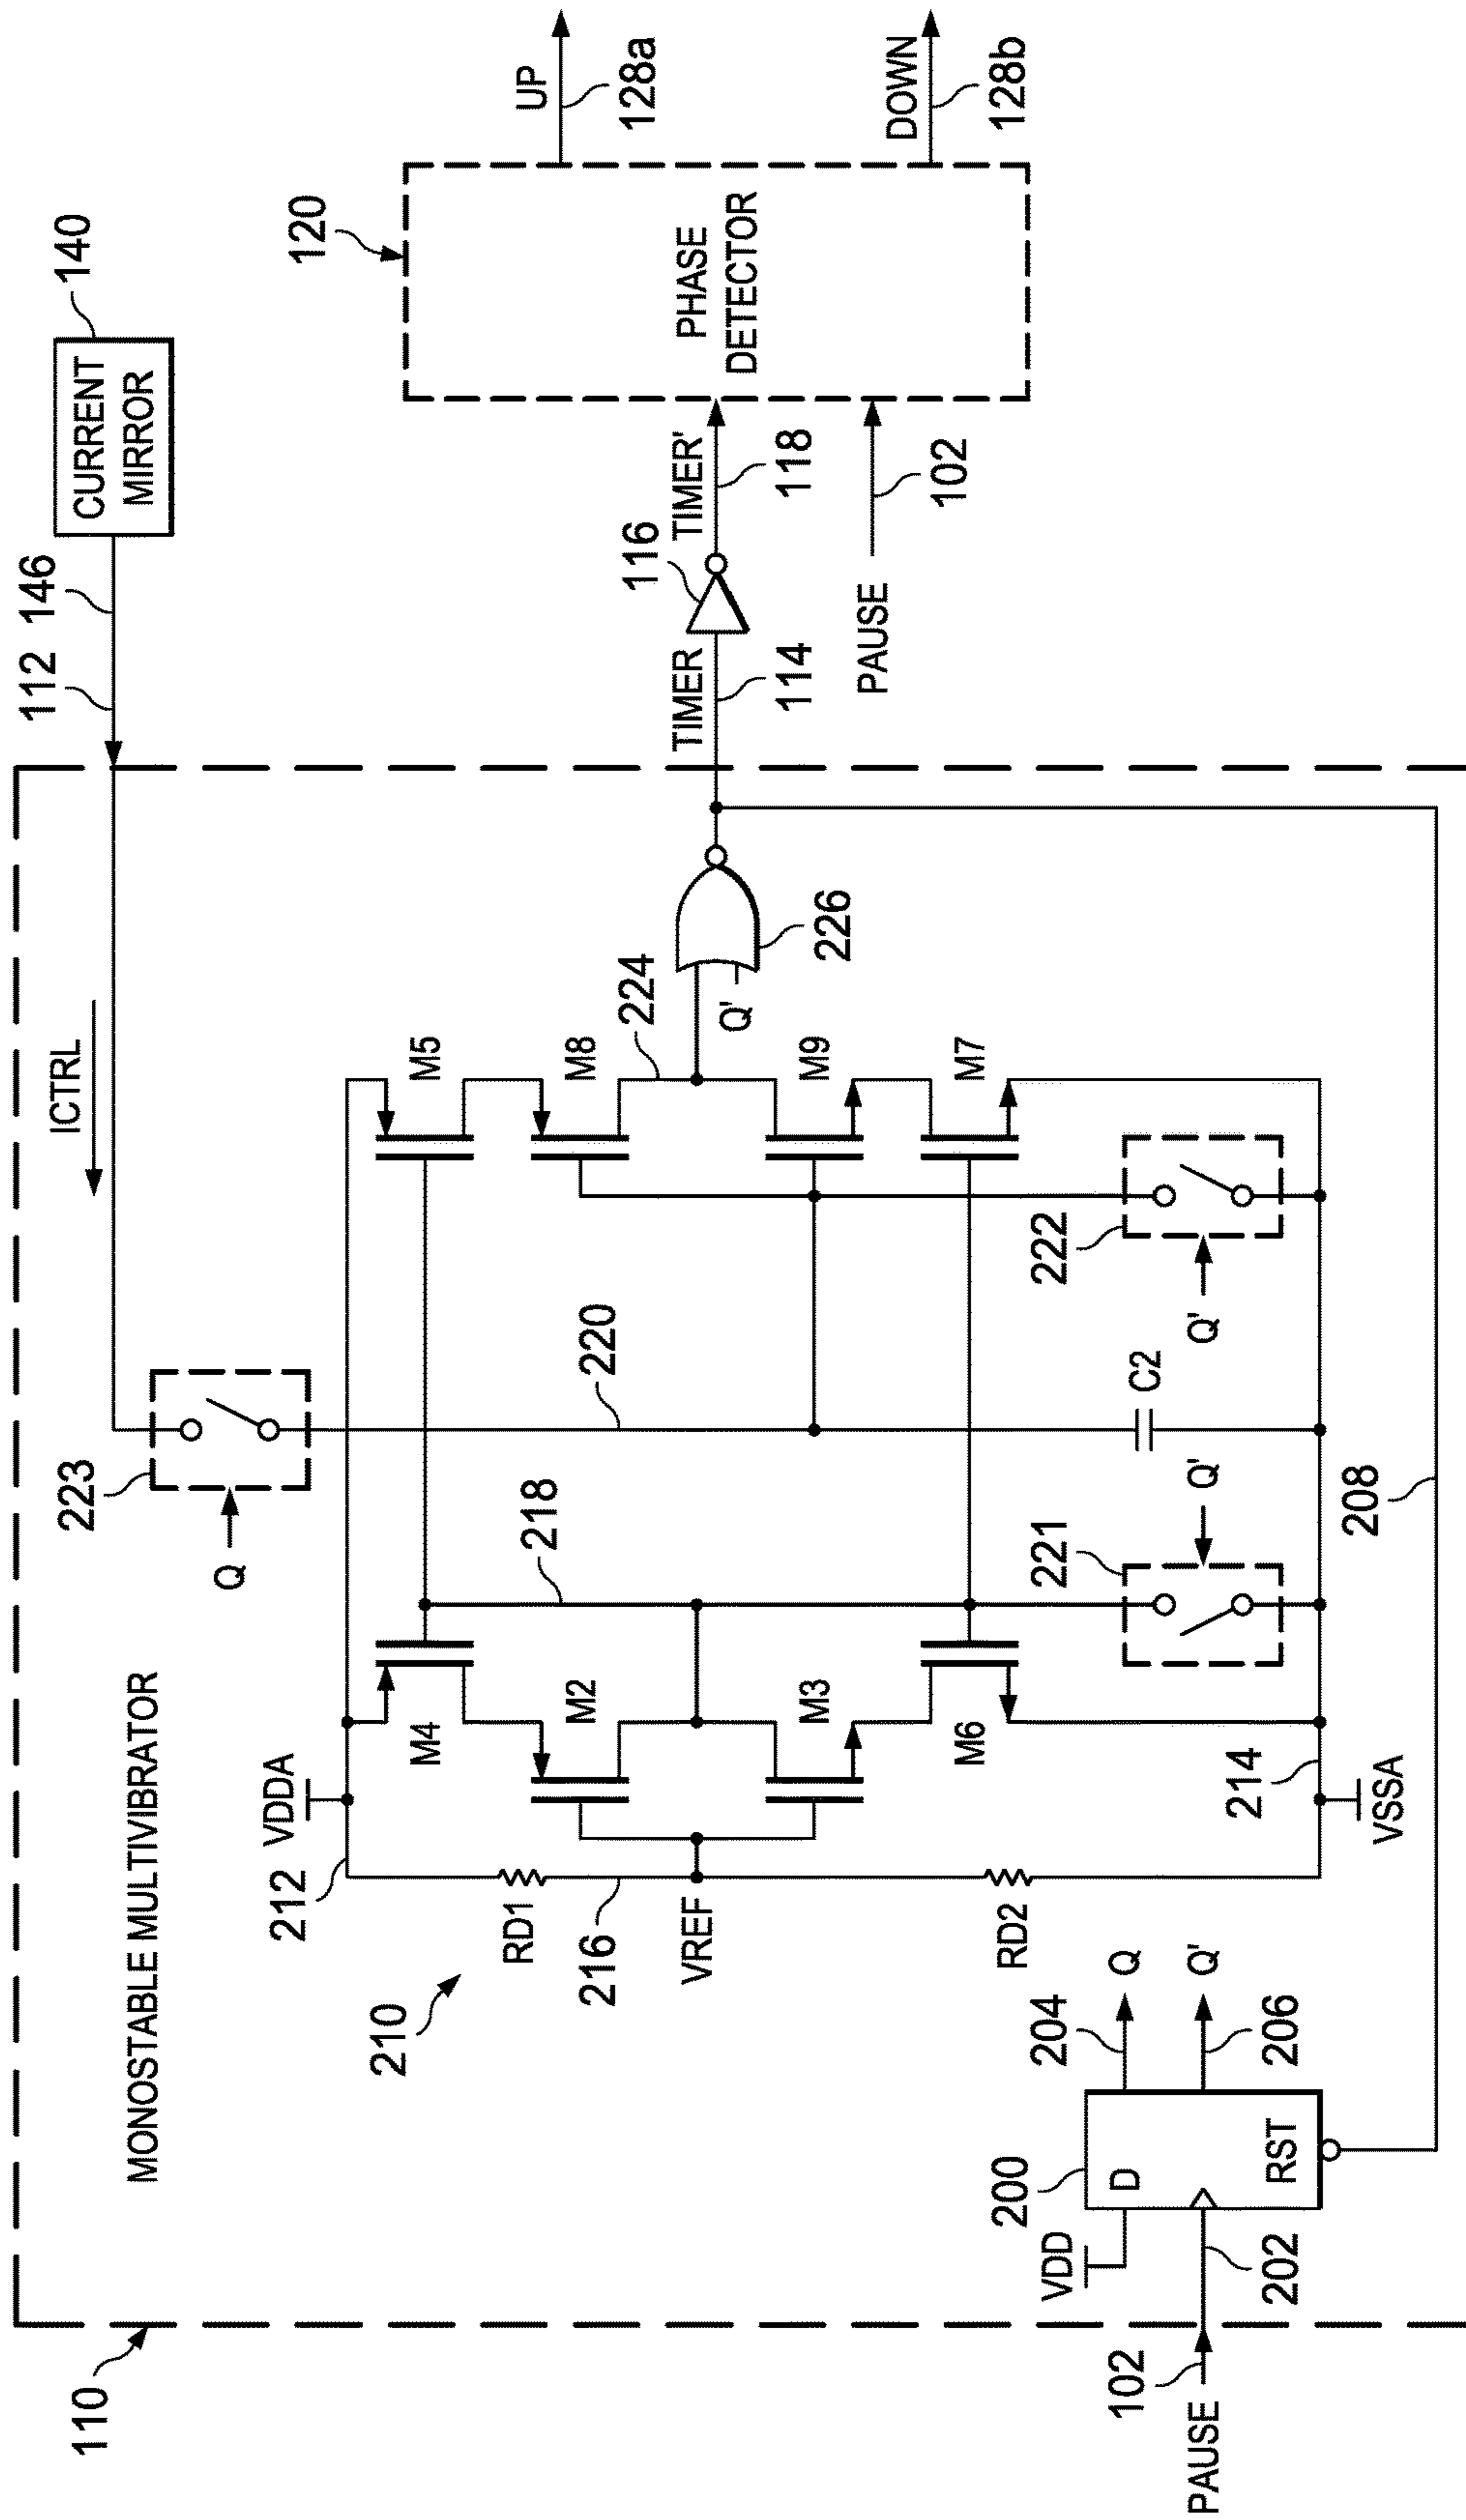 110
MONOSTABLE MULTIVIBRATOR
ICTRL
112
146
CURRENT
MIRROR
140
223
Q
VDDA
212
210
RD1
216
VREF
RD2
M4
M2
M3
M6
218
220
221
Q'
C2
222
Q'
M5
M8
224
M9
M7
Q'
226
214
VSSA
208
TIMER
114
116
TIMER'
118
PAUSE
102
120
PHASE
DETECTOR
UP
128a
DOWN
128b
PAUSE
102
202
VDD
200
D
RST
204
Q
206
Q'